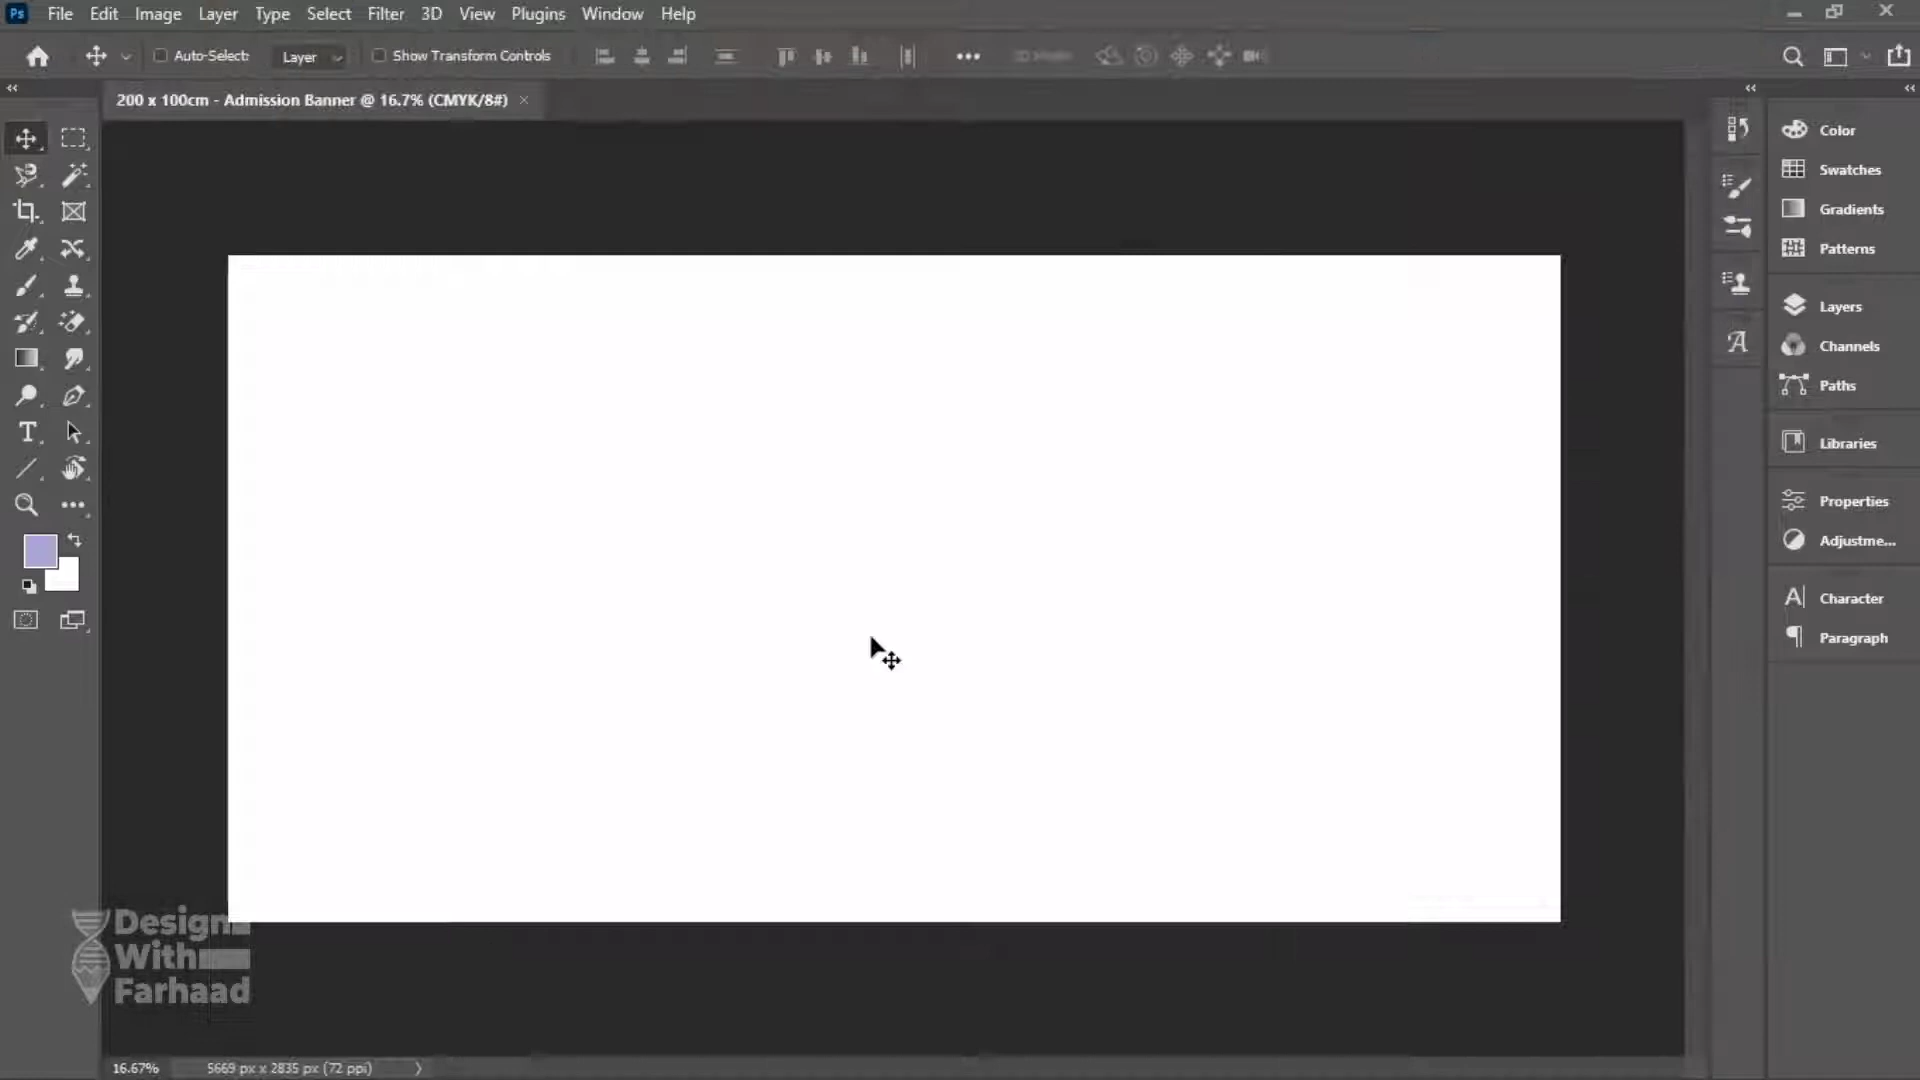 Ps File Edit Image Layer Type Select Filter 3D View Plugins Window Help
Auto-Select: Layer Show Transform Controls
200 x 100cm - Admission Banner @ 16.7% (CMYK/8#) ×
Color
Swatches
Gradients
Patterns
Layers
Channels
Paths
Libraries
Properties
Adjustme...
Character
Paragraph
Design
With
Farhaad
16.67% 5669 px x 2835 px (72 ppi)